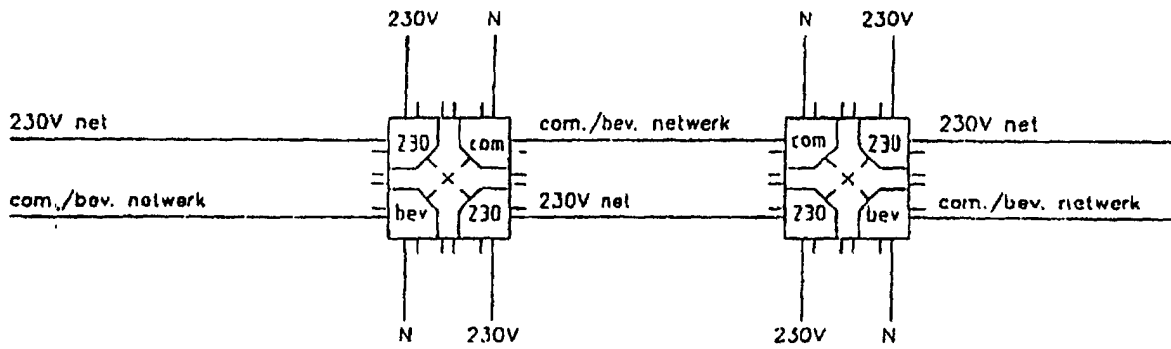 230V N N 230V
230V net com./bev. netwerk 230V net
230 com com 230
com./bev. netwerk 230V net com./bev. netwerk
bev 230 230 bev
N 230V 230V N